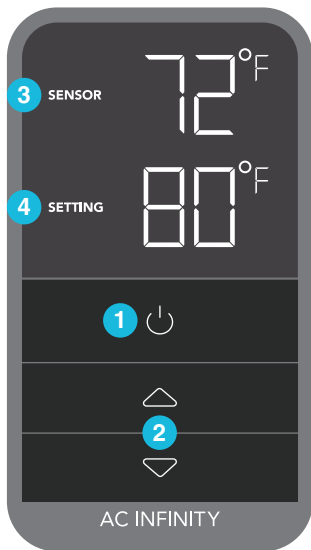 72°F
3 SENSOR
80°F
4 SETTING
1
2
AC INFINITY